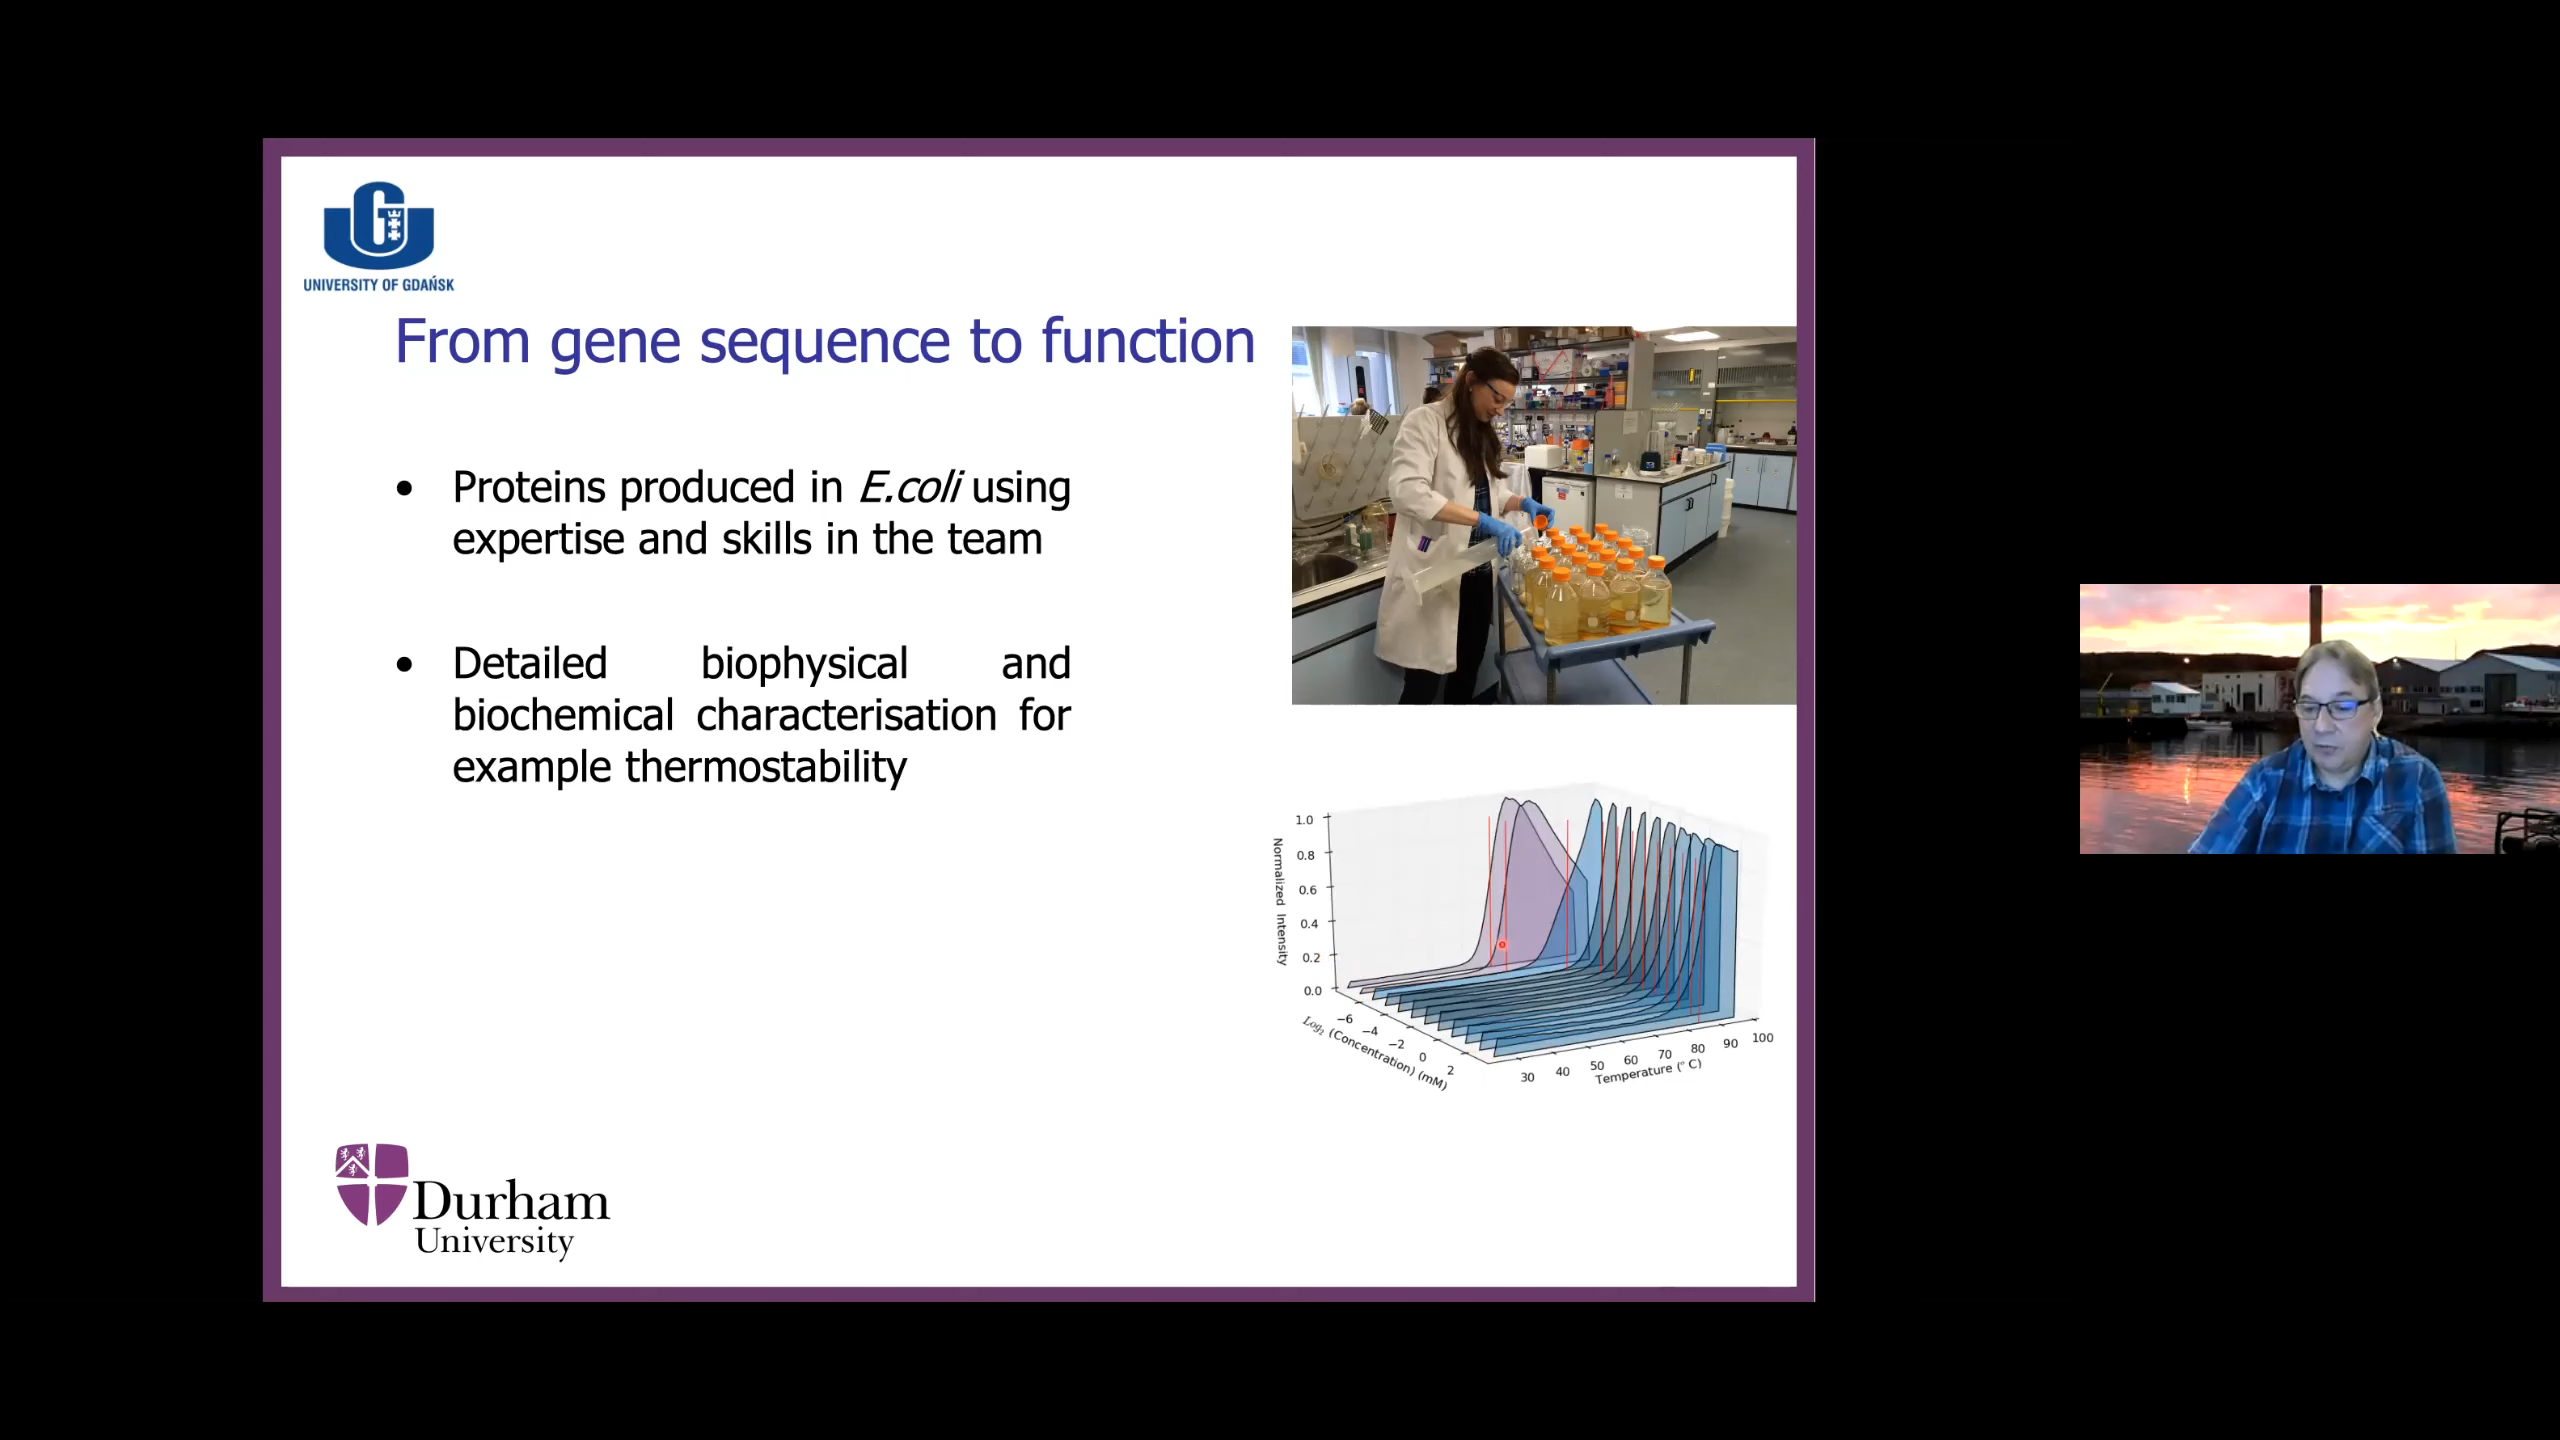 UNIVERSITY OF GDAŃSK
From gene sequence to function
• Proteins produced in E.coli using
expertise and skills in the team
• Detailed biophysical and
biochemical characterisation for
example thermostability
1.0
0.8
0.6
0.4
0.2
0.0
Normalized Intensity
−6
−4
−2
0
2
Log₂ (Concentration) (mM)
30
40
50
60
70
80
90
100
Temperature (° C)
Durham
University